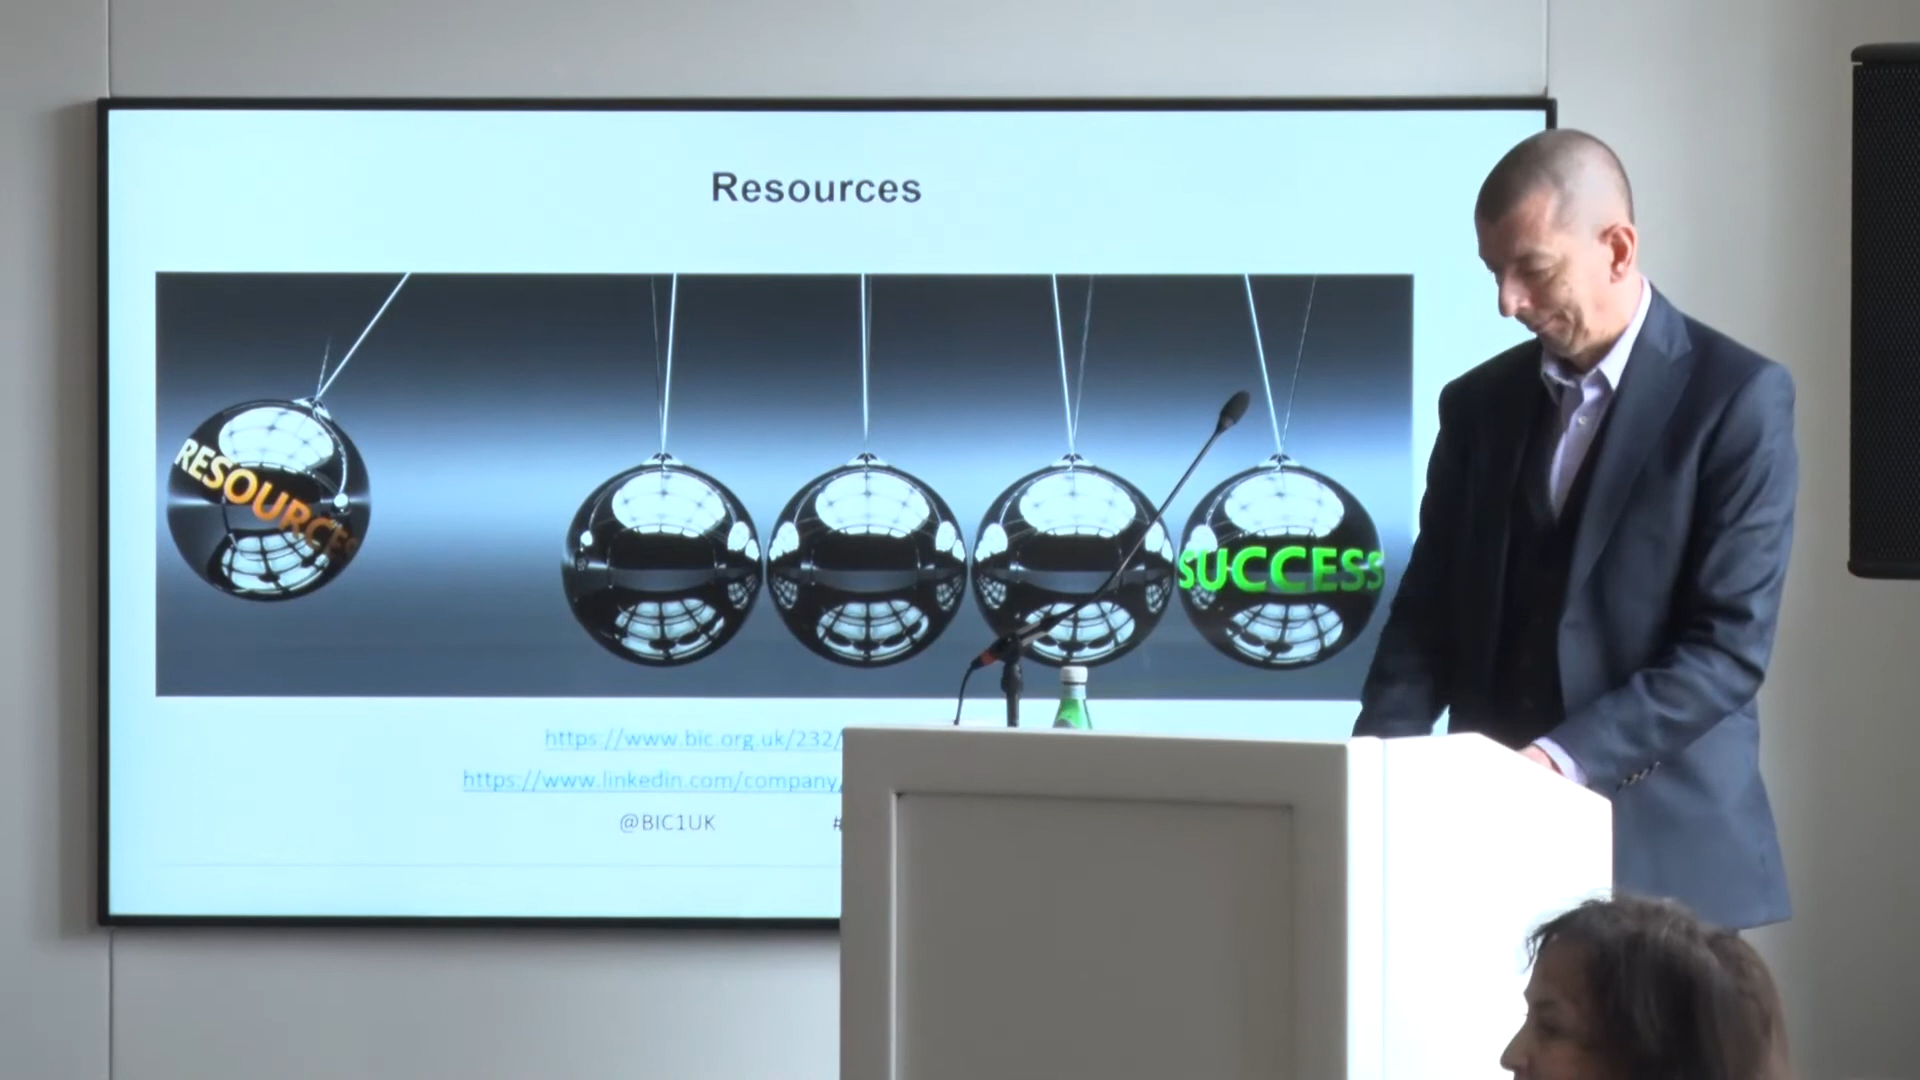 Resources
RESOURCES
SUCCESS
https://www.bic.org.uk/232/
https://www.linkedin.com/company/
@BIC1UK #